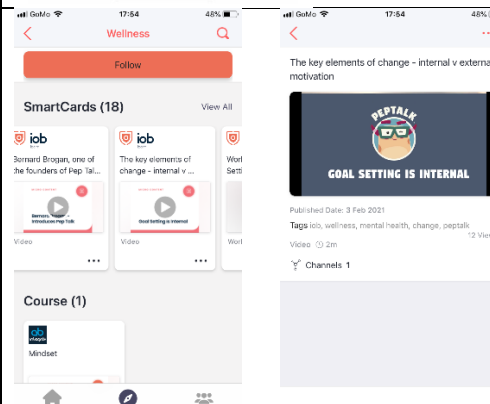 GoMo 17:54 48%
Wellness
Follow
SmartCards (18) View All
iob
Bernard Brogan, one of
the founders of Pep Tal...
Video
iob
The key elements of
change - internal v ...
Goal Setting is Internal
Video
Course (1)
Mindset
GoMo 17:54 48%
The key elements of change - internal v externa
motivation
PEPTALK
GOAL SETTING IS INTERNAL
Published Date: 3 Feb 2021
Tags iob, wellness, mental health, change, peptalk
12 View
Video 2m
Channels 1